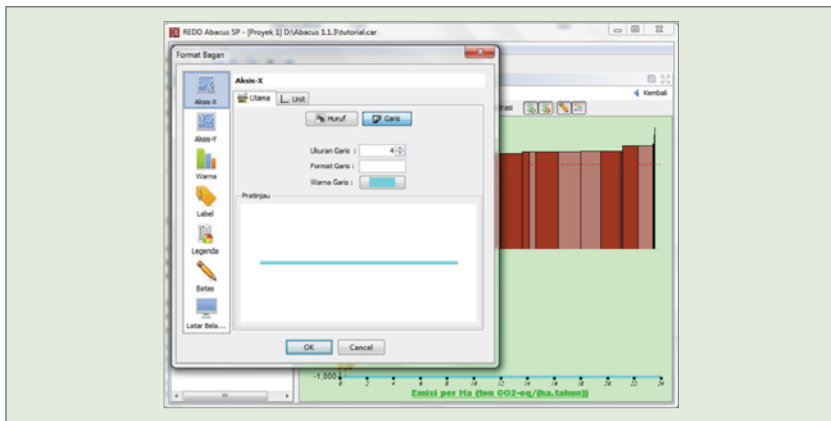 REDD Abacus SP - [Proyek 1] D:\Abacus 1.1.3\tutorial.car
Format Bagan
Aksis-X
Aksis-Y
Warna
Label
Legenda
Batas
Latar Bela....
Aksis-X
Utama Unit
Huruf Garis
Ukuran Garis : 4
Format Garis :
Warna Garis :
Pratinjau
OK Cancel
Kembali
trasi
-1,000
0 2 4 6 8 10 12 14 16 18 20 22 24
Emisi per Ha (ton CO2-eq/(ha.tahun))